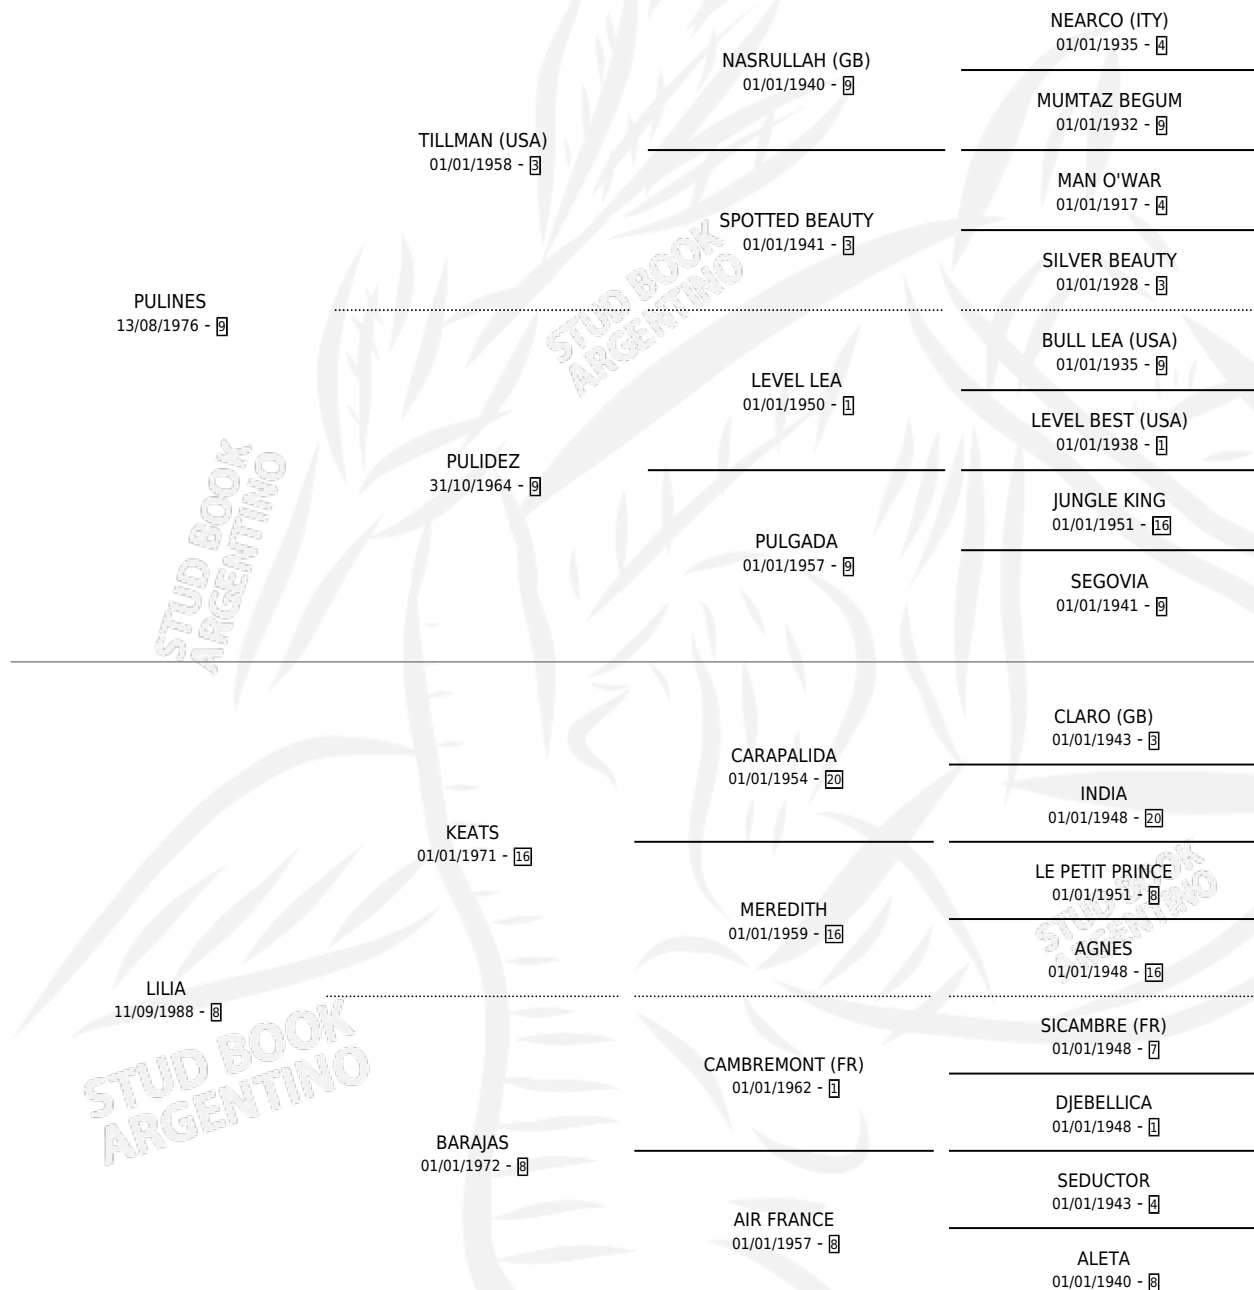 NEARCO (ITY)
01/01/1935 - 4
NASRULLAH (GB)
01/01/1940 - 9
MUMTAZ BEGUM
01/01/1932 - 9
TILLMAN (USA)
01/01/1958 - 3
MAN O'WAR
01/01/1917 - 4
SPOTTED BEAUTY
01/01/1941 - 3
SILVER BEAUTY
01/01/1928 - 3
STUD BOOK
ARGENTINO
PULINES
13/08/1976 - 9
BULL LEA (USA)
01/01/1935 - 9
LEVEL LEA
01/01/1950 - 1
LEVEL BEST (USA)
01/01/1938 - 1
PULIDEZ
31/10/1964 - 9
JUNGLE KING
01/01/1951 - 16
PULGADA
01/01/1957 - 9
SEGOVIA
01/01/1941 - 9
STUD BOOK
ARGENTINO
CLARO (GB)
01/01/1943 - 3
CARAPALIDA
01/01/1954 - 20
INDIA
01/01/1948 - 20
KEATS
01/01/1971 - 16
LE PETIT PRINCE
01/01/1951 - 8
MEREDITH
01/01/1959 - 16
AGNES
01/01/1948 - 16
STUD BOOK
ARGENTINO
LILIA
11/09/1988 - 8
SICAMBRE (FR)
01/01/1948 - 7
CAMBREMONT (FR)
01/01/1962 - 1
DJEBELLICA
01/01/1948 - 1
STUD BOOK
ARGENTINO
BARAJAS
01/01/1972 - 8
SEDUCTOR
01/01/1943 - 4
AIR FRANCE
01/01/1957 - 8
ALETA
01/01/1940 - 8